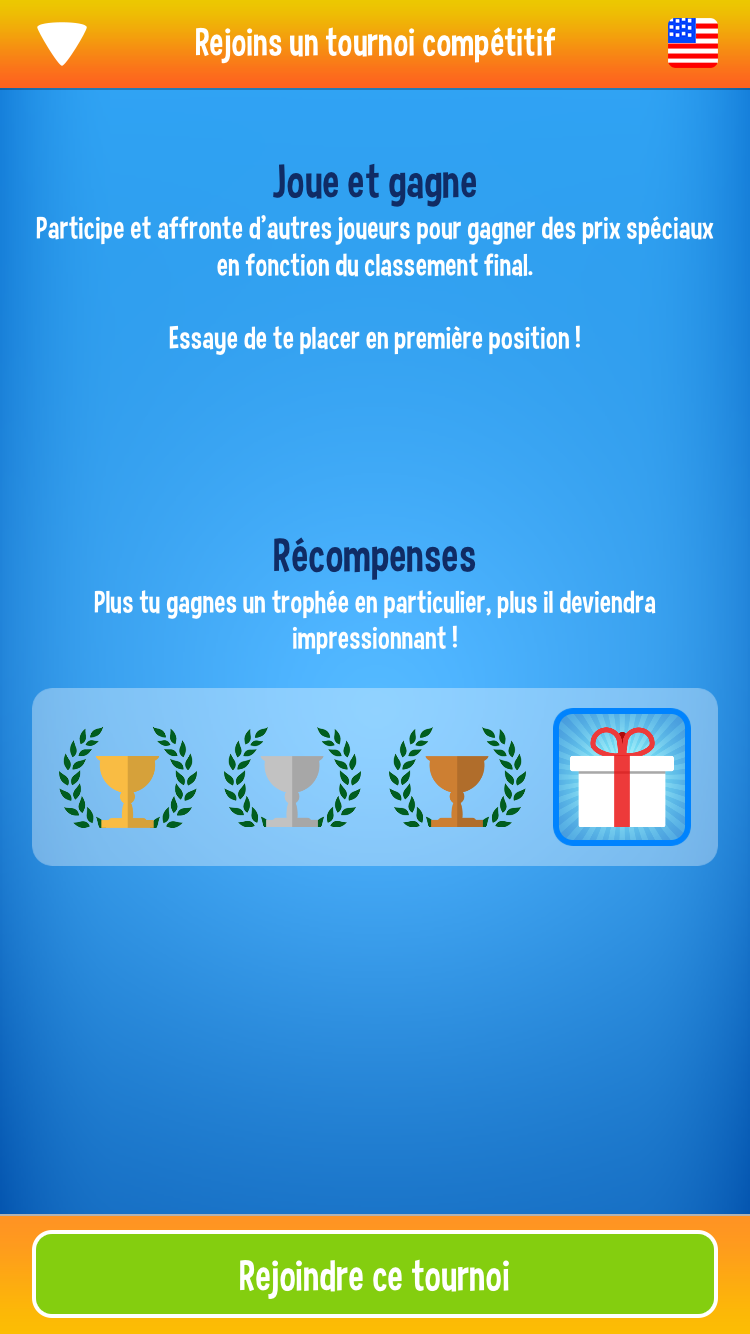 Rejoins un tournoi compétitif
Joue et gagne
Participe et affronte d'autres joueurs pour gagner des prix spéciaux
en fonction du classement final.
Essaye de te placer en première position !
Récompenses
Plus tu gagnes un trophée en particulier, plus il deviendra
impressionnant !
Rejoindre ce tournoi